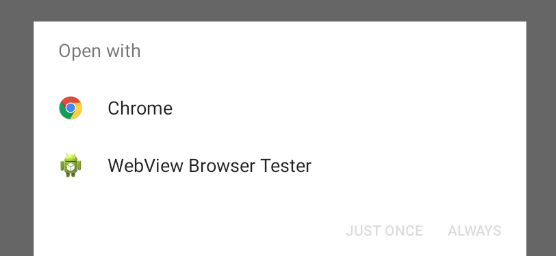 Open with
Chrome
WebView Browser Tester
JUST ONCE ALWAYS